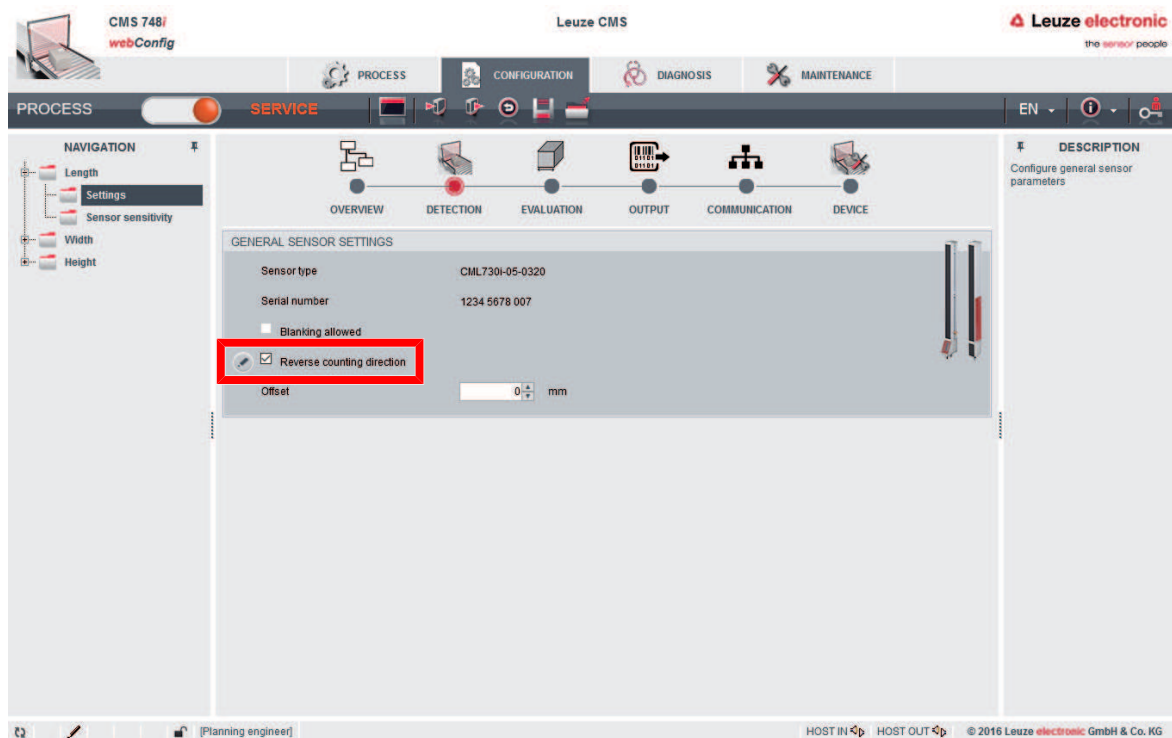 CMS 748i
webConfig
Leuze CMS
Leuze electronic
the sensor people
PROCESS
CONFIGURATION
DIAGNOSIS
MAINTENANCE
PROCESS
SERVICE
EN
NAVIGATION
Length
Settings
Sensor sensitivity
Width
Height
OVERVIEW
DETECTION
EVALUATION
OUTPUT
COMMUNICATION
DEVICE
GENERAL SENSOR SETTINGS
Sensor type CML730i-05-0320
Serial number 1234 5678 007
Blanking allowed
Reverse counting direction
Offset 0 mm
DESCRIPTION
Configure general sensor
parameters
[Planning engineer]
HOST IN HOST OUT © 2016 Leuze electronic GmbH & Co. KG